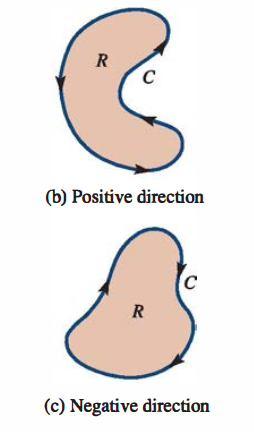 R
C
(b) Positive direction
C
R
(c) Negative direction